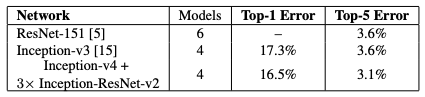 Network Models Top-1 Error Top-5 Error
ResNet-151 [5] 6 – 3.6%
Inception-v3 [15] 4 17.3% 3.6%
Inception-v4 +
3× Inception-ResNet-v2 4 16.5% 3.1%